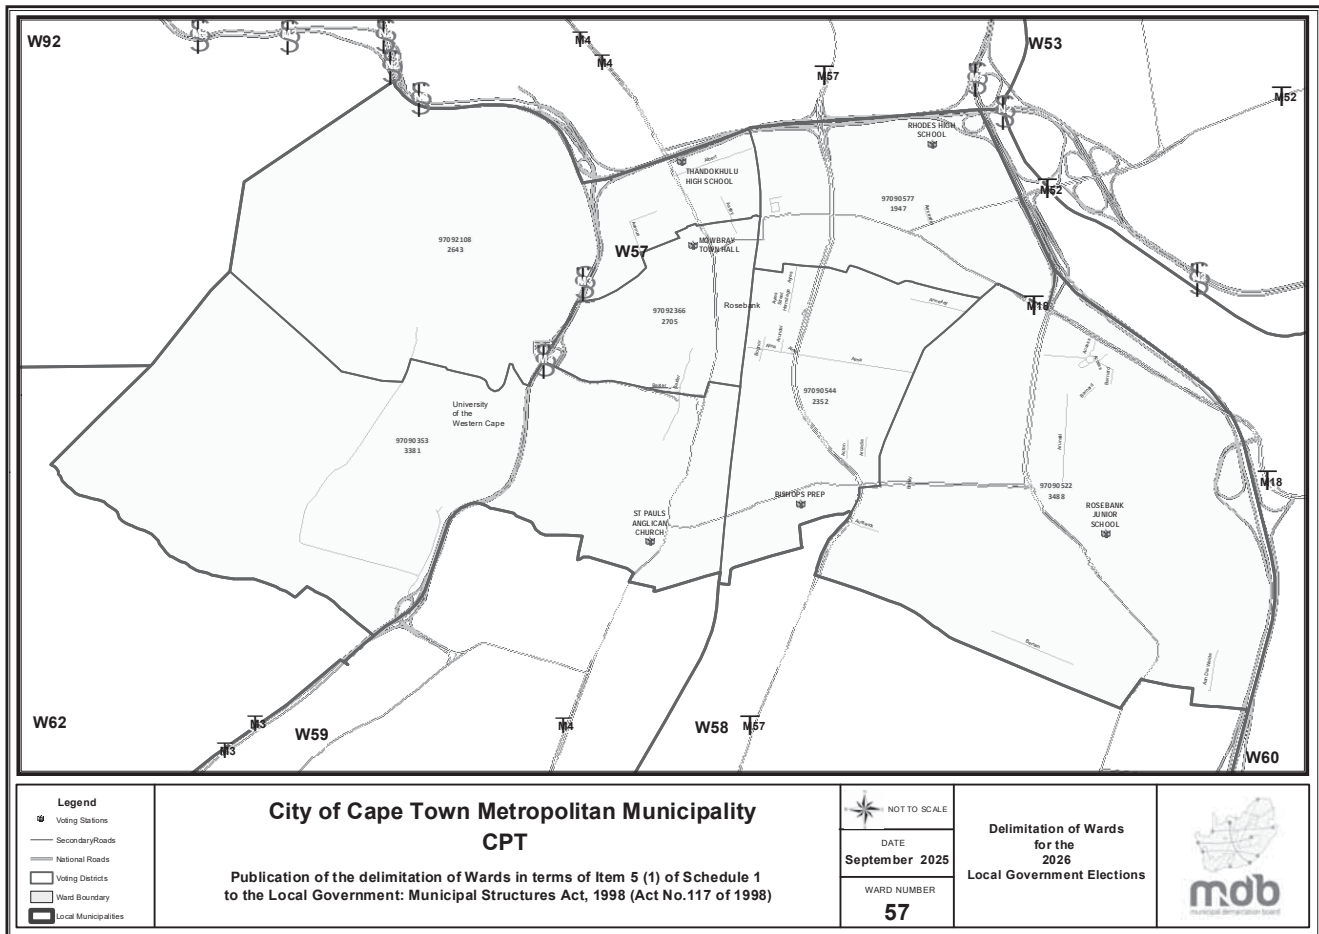 W92
W53
M4
M4
M57
M52
RHODES HIGH
SCHOOL
Albert
THANDOKHULU
HIGH SCHOOL
M52
97090577
1947
97092108
2643
W57
MOWBRAY
TOWN HALL
97092366
2705
Rosebank
M18
97090544
2352
University
of the
Western Cape
97090353
3381
M18
97090522
3488
BISHOPS PREP
ROSEBANK
JUNIOR
SCHOOL
ST PAULS
ANGLICAN
CHURCH
W62
M3
M3
W59
M4
W58
M57
W60
Legend
Voting Stations
SecondaryRoads
National Roads
Voting Districts
Ward Boundary
Local Municipalities
City of Cape Town Metropolitan Municipality
CPT
Publication of the delimitation of Wards in terms of Item 5 (1) of Schedule 1
to the Local Government: Municipal Structures Act, 1998 (Act No.117 of 1998)
NOT TO SCALE
DATE
September 2025
WARD NUMBER
57
Delimitation of Wards
for the
2026
Local Government Elections
mdb
municipal demarcation board